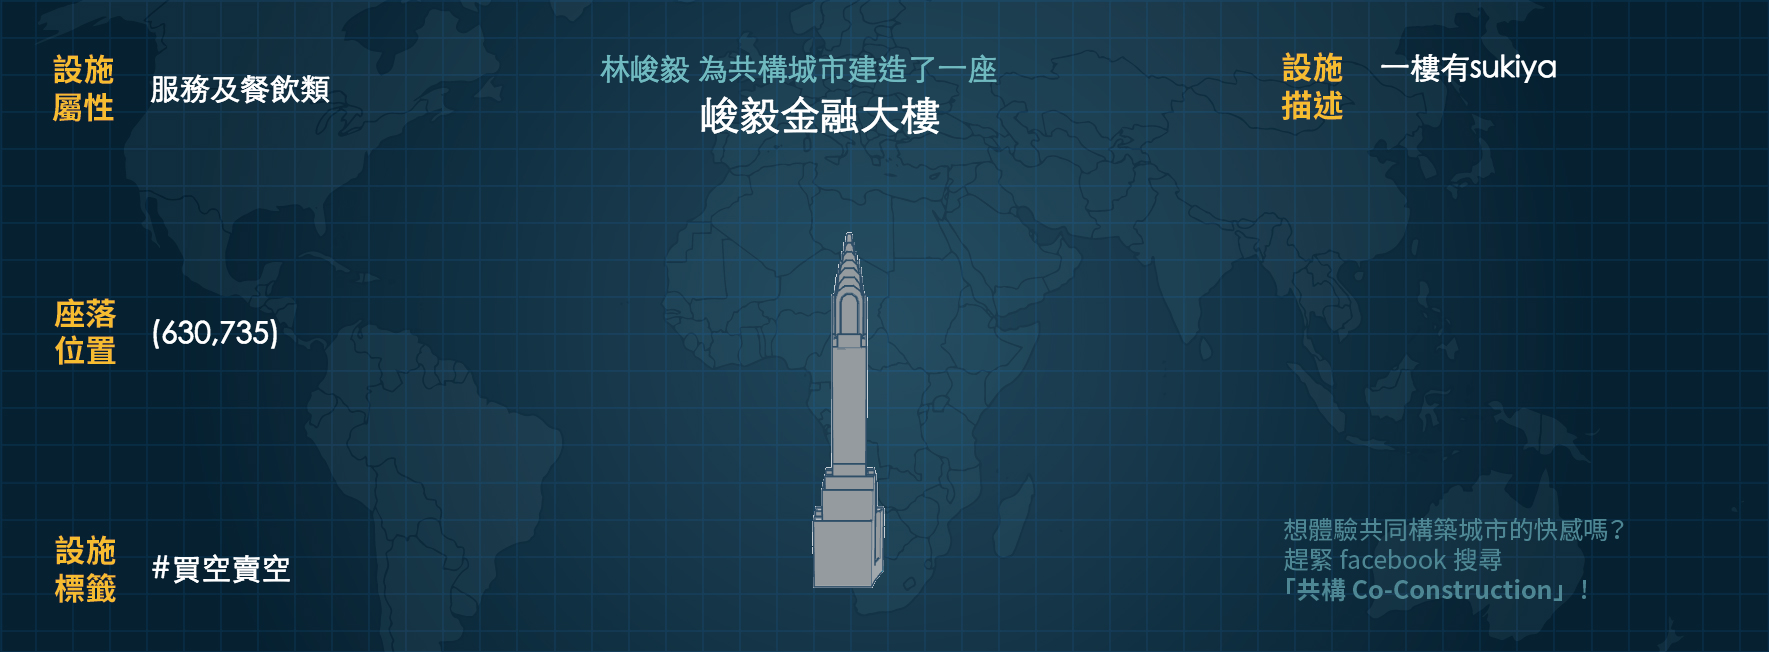 設施
屬性
服務及餐飲類
林峻毅 為共構城市建造了一座
峻毅金融大樓
設施
描述
一樓有sukiya
座落
位置
(630,735)
設施
標籤
#買空賣空
想體驗共同構築城市的快感嗎?
趕緊 facebook 搜尋
「共構 Co-Construction」!